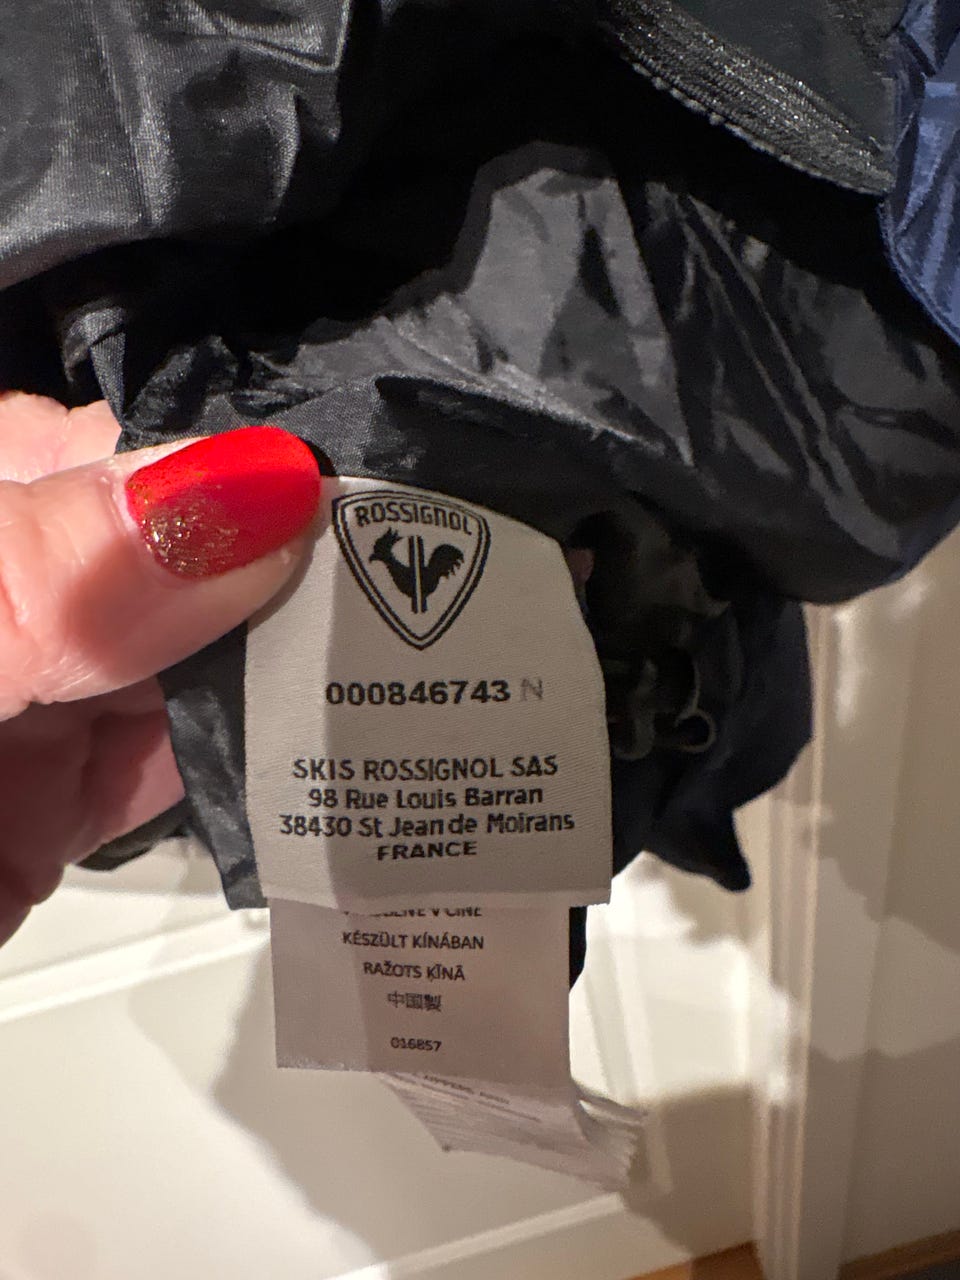 ROSSIGNOL
000846743 N
SKIS ROSSIGNOL SAS
98 Rue Louis Barran
38430 St Jean de Moirans
FRANCE
V ČÍNĚ
KÉSZÜLT KÍNÁBAN
RAŽOTS ĶĪNĀ
中国製
016857